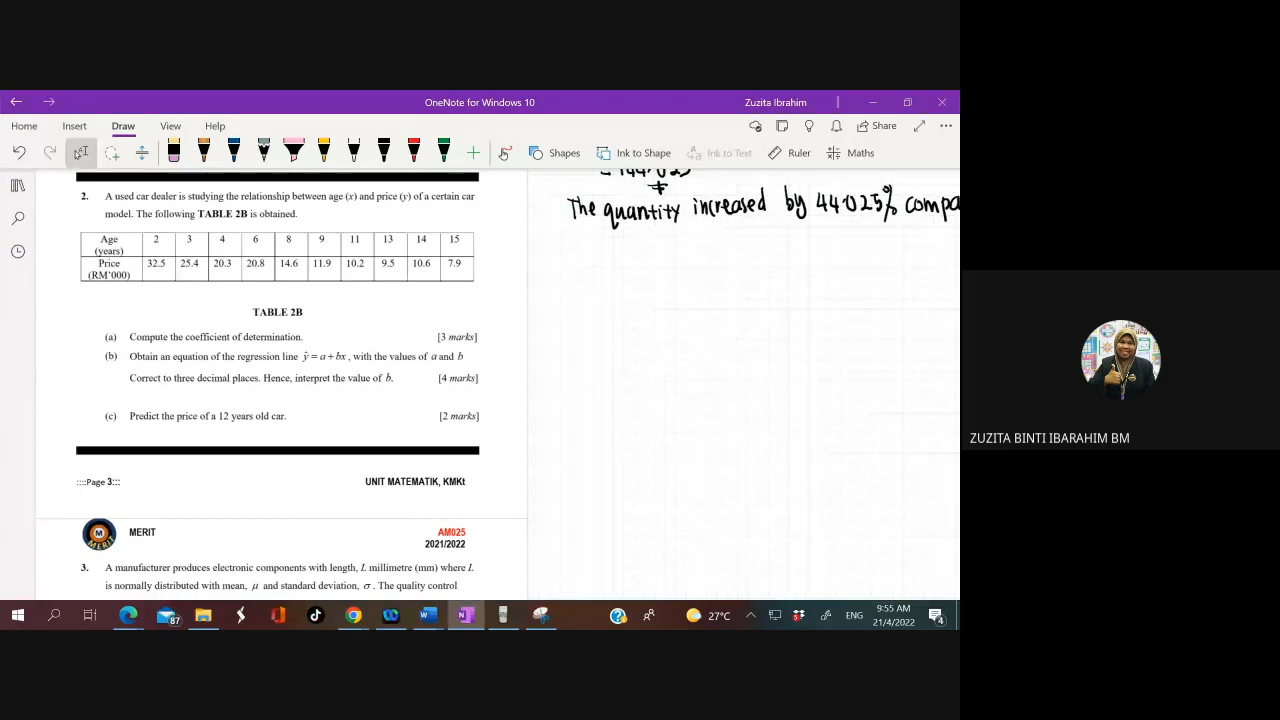 OneNote for Windows 10
Zuzita Ibrahim
Home Insert Draw View Help
Share
Shapes Ink to Shape Ink to Text Ruler Maths
The quantity increased by 44.025% compa
2. A used car dealer is studying the relationship between age (x) and price (y) of a certain car
model. The following TABLE 2B is obtained.
Age (years) 2 3 4 6 8 9 11 13 14 15
Price (RM'000) 32.5 25.4 20.3 20.8 14.6 11.9 10.2 9.5 10.6 7.9
TABLE 2B
(a) Compute the coefficient of determination. [3 marks]
(b) Obtain an equation of the regression line ŷ = a + bx, with the values of a and b
Correct to three decimal places. Hence, interpret the value of b. [4 marks]
(c) Predict the price of a 12 years old car. [2 marks]
::::Page 3::: UNIT MATEMATIK, KMKt
MERIT AM025
2021/2022
3. A manufacturer produces electronic components with length, L millimetre (mm) where L
is normally distributed with mean, μ and standard deviation, σ. The quality control
ZUZITA BINTI IBARAHIM BM
87
27°C
ENG
9:55 AM
21/4/2022
4